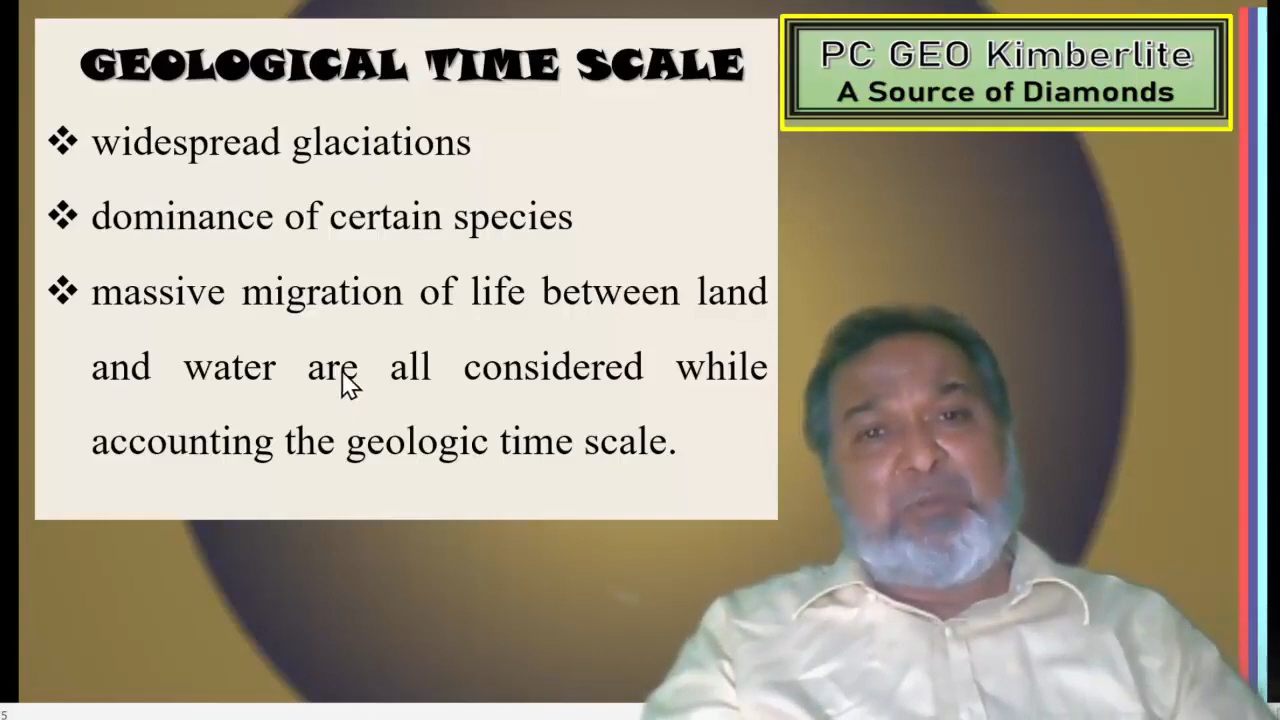 GEOLOGICAL TIME SCALE
❖ widespread glaciations
❖ dominance of certain species
❖ massive migration of life between land
and water are all considered while
accounting the geologic time scale.
PC GEO Kimberlite
A Source of Diamonds
5